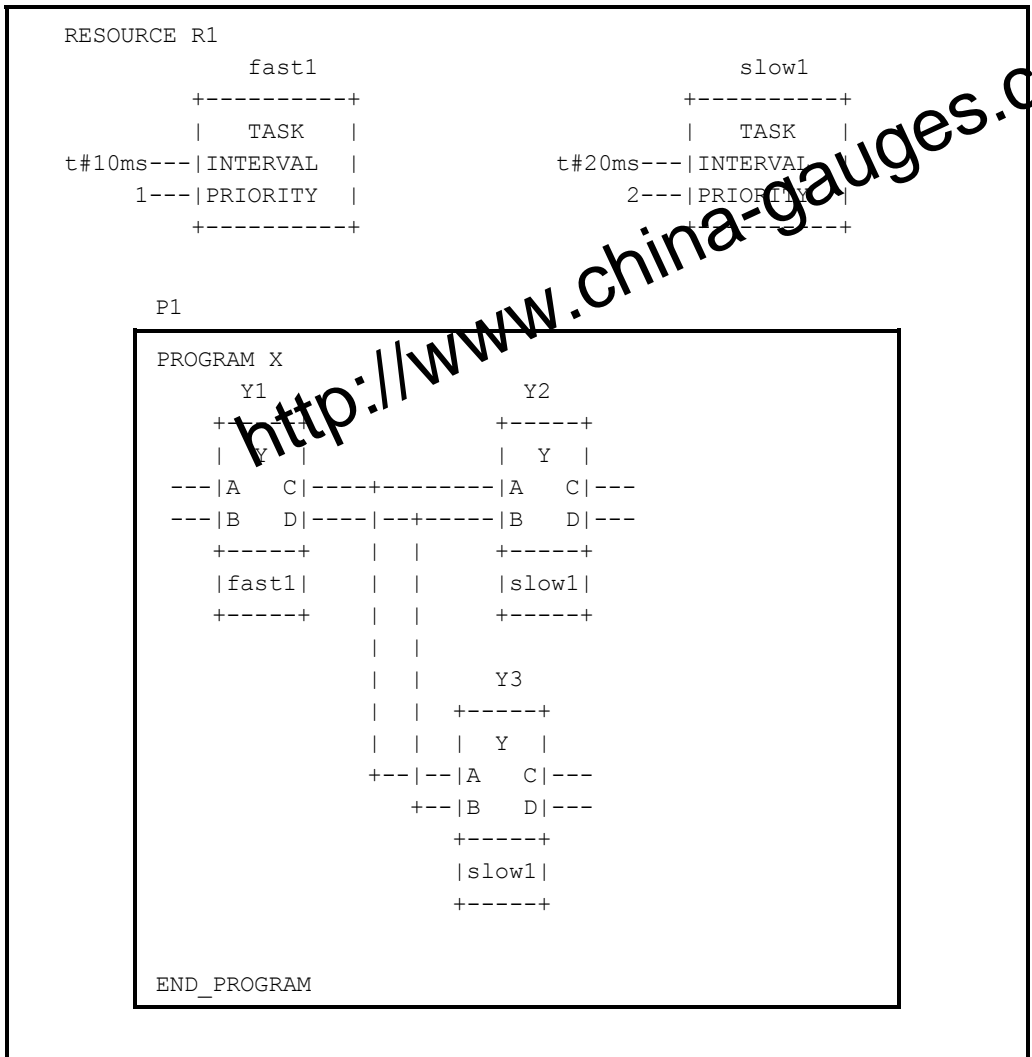 RESOURCE R1
fast1 slow1
+----------+ +----------+
| TASK | | TASK |
t#10ms---|INTERVAL | t#20ms---|INTERVAL |
1---|PRIORITY | 2---|PRIORITY |
+----------+ +----------+
P1
PROGRAM X
Y1 Y2
+-----+ +-----+
| Y | | Y |
---|A C|----+--------|A C|---
---|B D|----|--+-----|B D|---
+-----+ | | +-----+
|fast1| | | |slow1|
+-----+ | | +-----+
| |
| | Y3
| | +-----+
| | | Y |
+--|--|A C|---
+--|B D|---
+-----+
|slow1|
+-----+
END_PROGRAM
http://www.china-gauges.c